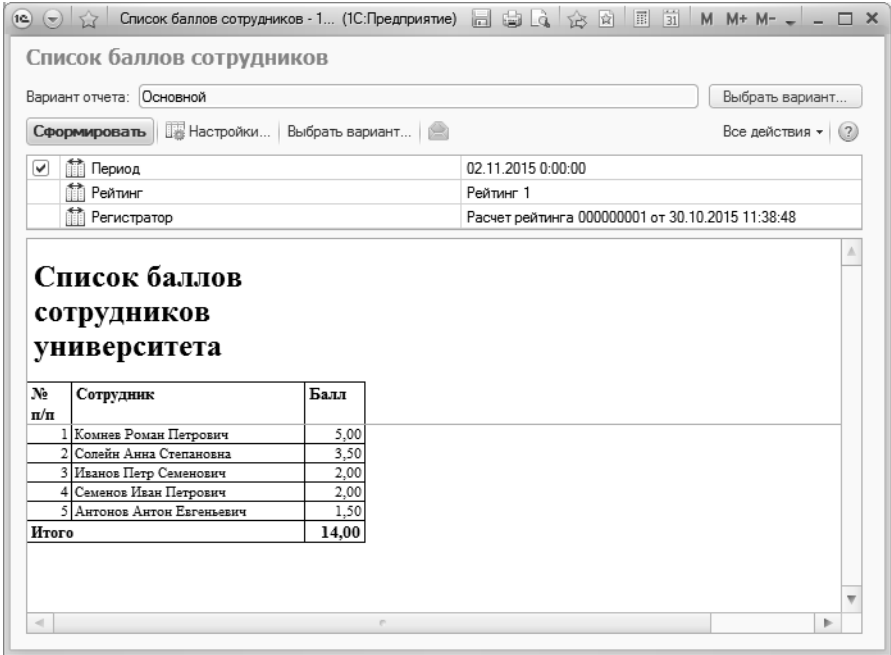 1С Список баллов сотрудников - 1... (1С:Предприятие) 31 M M+ M-
Список баллов сотрудников
Вариант отчета: Основной Выбрать вариант...
Сформировать Настройки... Выбрать вариант... Все действия ?
Период 02.11.2015 0:00:00
Рейтинг Рейтинг 1
Регистратор Расчет рейтинга 000000001 от 30.10.2015 11:38:48
Список баллов
сотрудников
университета
№ Сотрудник Балл
п/п
1 Комнев Роман Петрович 5,00
2 Солейн Анна Степановна 3,50
3 Иванов Петр Семенович 2,00
4 Семенов Иван Петрович 2,00
5 Антонов Антон Евгеньевич 1,50
Итого 14,00